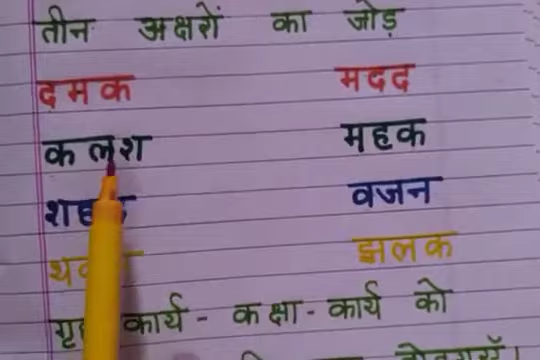 तीन अक्षरों का जोड़
दमक मदद
कलश महक
वजन
झलक
कार्य - कक्षा - कार्य को